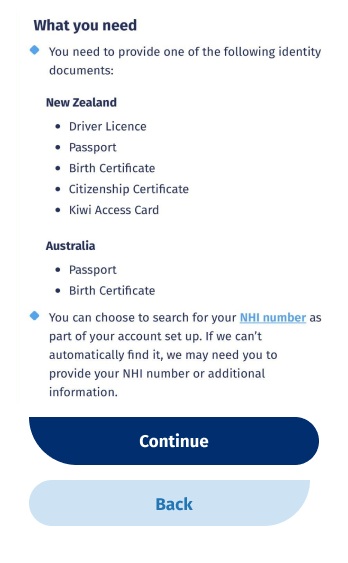 What you need
You need to provide one of the following identity
documents:
New Zealand
Driver Licence
Passport
Birth Certificate
Citizenship Certificate
Kiwi Access Card
Australia
Passport
Birth Certificate
You can choose to search for your NHI number as
part of your account set up. If we can’t
automatically find it, we may need you to
provide your NHI number or additional
information.
Continue
Back